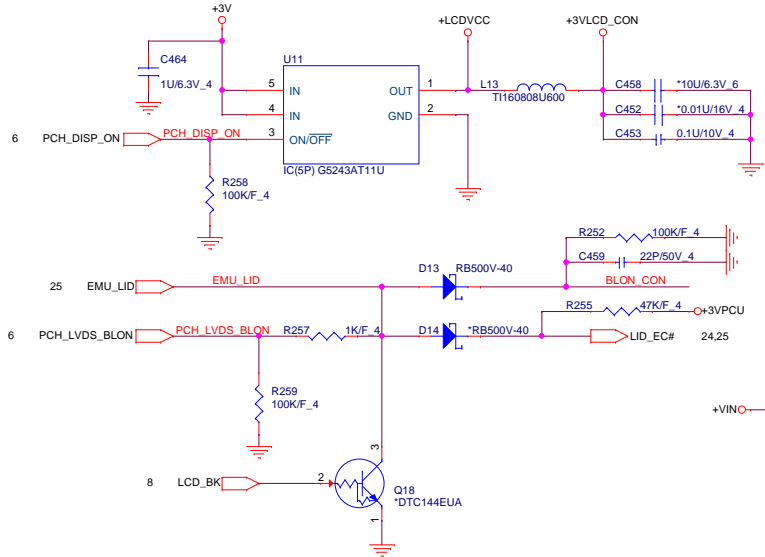 +3V
+LCDVCC
+3VLCD_CON
C464
1U/6.3V_4
U11
5 IN OUT 1
4 IN GND 2
3 ON/OFF
IC(5P) G5243AT11U
L13
TI160808U600
C458 *10U/6.3V_6
C452 *0.01U/16V_4
C453 0.1U/10V_4
6 PCH_DISP_ON PCH_DISP_ON
R258
100K/F_4
R252 100K/F_4
C459 22P/50V_4
D13 RB500V-40
25 EMU_LID EMU_LID BLON_CON
R255 47K/F_4
+3VPCU
6 PCH_LVDS_BLON PCH_LVDS_BLON R257 1K/F_4 D14 *RB500V-40
LID_EC# 24,25
R259
100K/F_4
+VIN
3
8 LCD_BK 2
Q18
*DTC144EUA
1